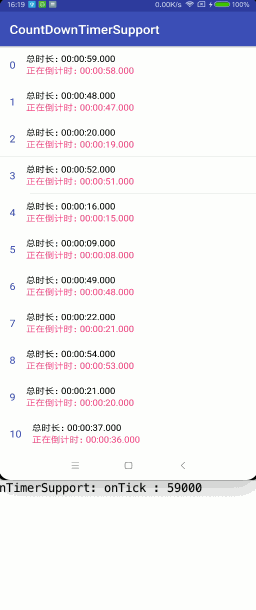 16:19 0.00K/s 100%
CountDownTimerSupport
0
总时长：00:00:59.000
正在倒计时：00:00:58.000
1
总时长：00:00:48.000
正在倒计时：00:00:47.000
2
总时长：00:00:20.000
正在倒计时：00:00:19.000
3
总时长：00:00:52.000
正在倒计时：00:00:51.000
4
总时长：00:00:16.000
正在倒计时：00:00:15.000
5
总时长：00:00:09.000
正在倒计时：00:00:08.000
6
总时长：00:00:49.000
正在倒计时：00:00:48.000
7
总时长：00:00:22.000
正在倒计时：00:00:21.000
8
总时长：00:00:54.000
正在倒计时：00:00:53.000
9
总时长：00:00:21.000
正在倒计时：00:00:20.000
10
总时长：00:00:37.000
正在倒计时：00:00:36.000
nTimerSupport: onTick : 59000